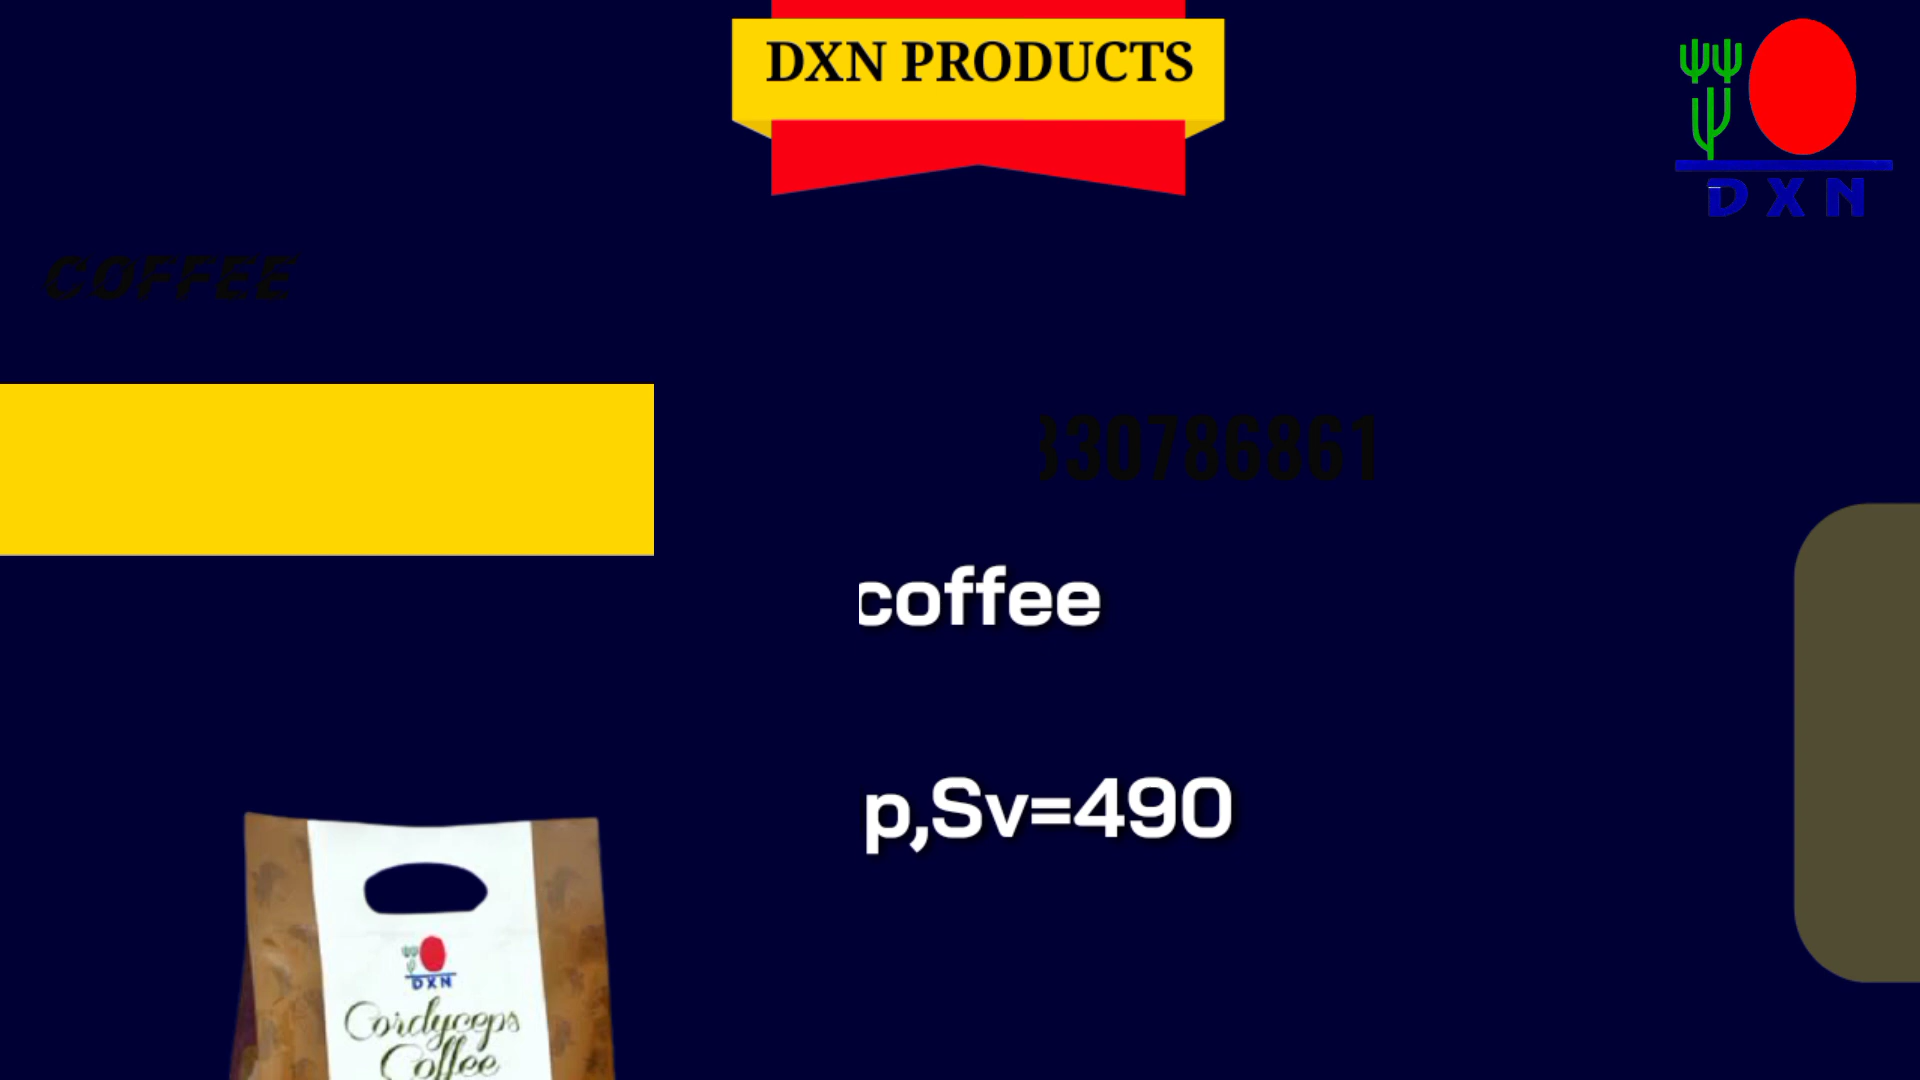 DXN PRODUCTS
DXN
COFFEE
330786861
coffee
p,Sv=490
DXN
Cordyceps
Coffee